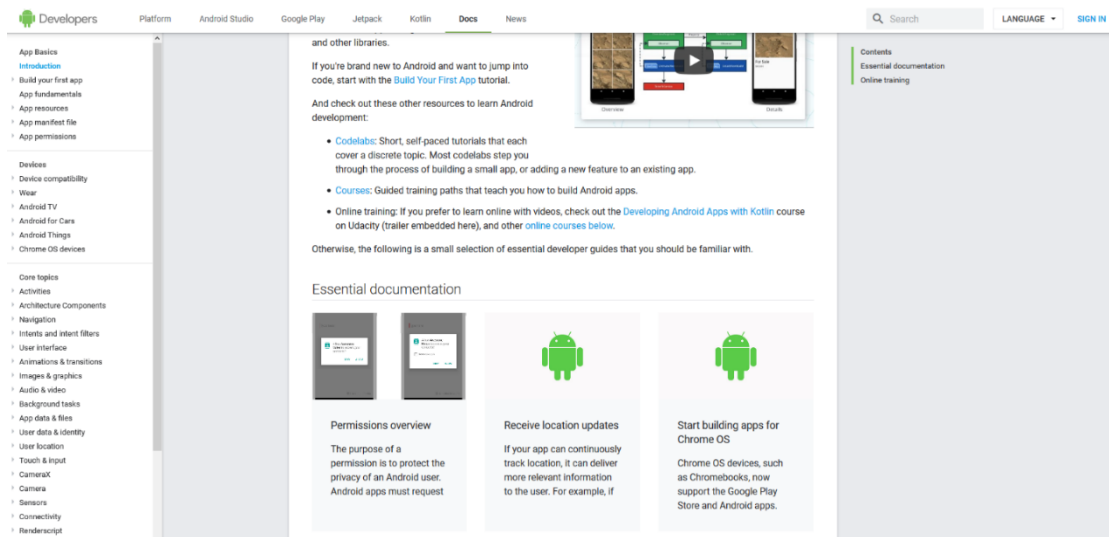 Developers
Platform
Android Studio
Google Play
Jetpack
Kotlin
Docs
News
Search
LANGUAGE
SIGN IN
App Basics
Introduction
Build your first app
App fundamentals
App resources
App manifest file
App permissions
Devices
Device compatibility
Wear
Android TV
Android for Cars
Android Things
Chrome OS devices
Core topics
Activities
Architecture Components
Navigation
Intents and intent filters
User interface
Animations & transitions
Images & graphics
Audio & video
Background tasks
App data & files
User data & identity
User location
Touch & input
CameraX
Camera
Sensors
Connectivity
Renderscript
and other libraries.
If you're brand new to Android and want to jump into
code, start with the Build Your First App tutorial.
And check out these other resources to learn Android
development:
• Codelabs: Short, self-paced tutorials that each
cover a discrete topic. Most codelabs step you
through the process of building a small app, or adding a new feature to an existing app.
• Courses: Guided training paths that teach you how to build Android apps.
• Online training: If you prefer to learn online with videos, check out the Developing Android Apps with Kotlin course
on Udacity (trailer embedded here), and other online courses below.
Otherwise, the following is a small selection of essential developer guides that you should be familiar with.
Overview
Details
Essential documentation
Permissions overview
The purpose of a
permission is to protect the
privacy of an Android user.
Android apps must request
Receive location updates
If your app can continuously
track location, it can deliver
more relevant information
to the user. For example, if
Start building apps for
Chrome OS
Chrome OS devices, such
as Chromebooks, now
support the Google Play
Store and Android apps.
Contents
Essential documentation
Online training